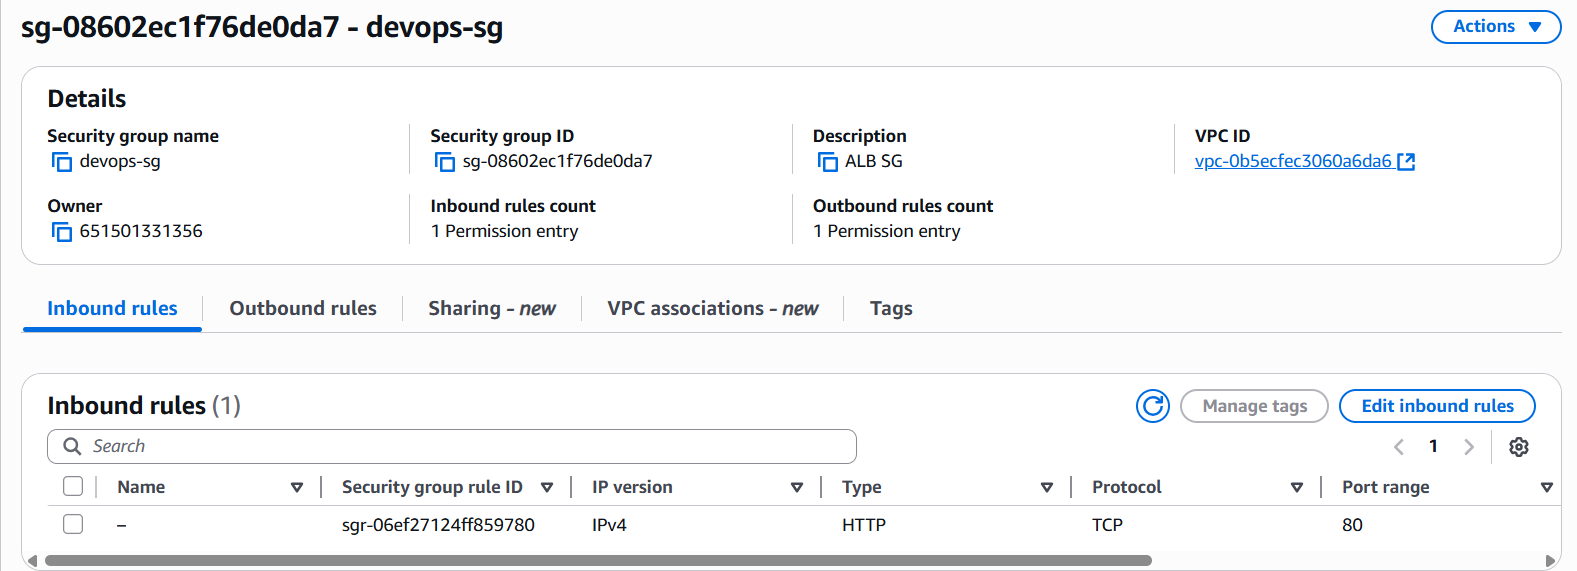 sg-08602ec1f76de0da7 - devops-sg
Actions
Details
Security group name
devops-sg
Security group ID
sg-08602ec1f76de0da7
Description
ALB SG
VPC ID
vpc-0b5ecfec3060a6da6
Owner
651501331356
Inbound rules count
1 Permission entry
Outbound rules count
1 Permission entry
Inbound rules
Outbound rules
Sharing - new
VPC associations - new
Tags
Inbound rules (1)
Manage tags
Edit inbound rules
Search
1
Name
Security group rule ID
IP version
Type
Protocol
Port range
–
sgr-06ef27124ff859780
IPv4
HTTP
TCP
80